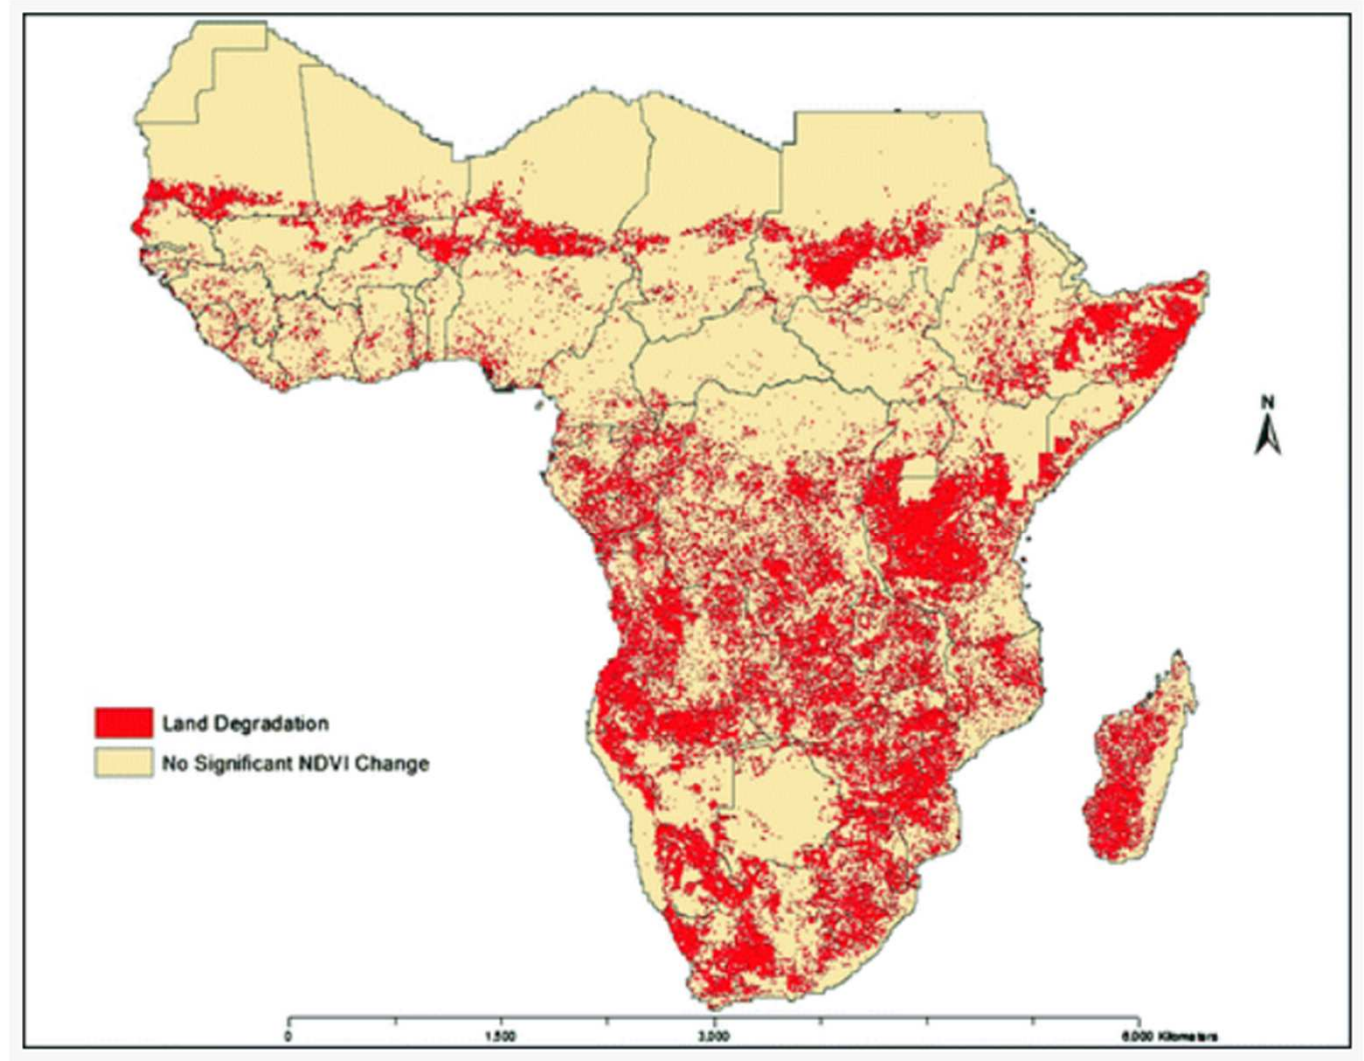 N
Land Degradation
No Significant NDVI Change
0 1,500 3,000 6,000 Kilometers